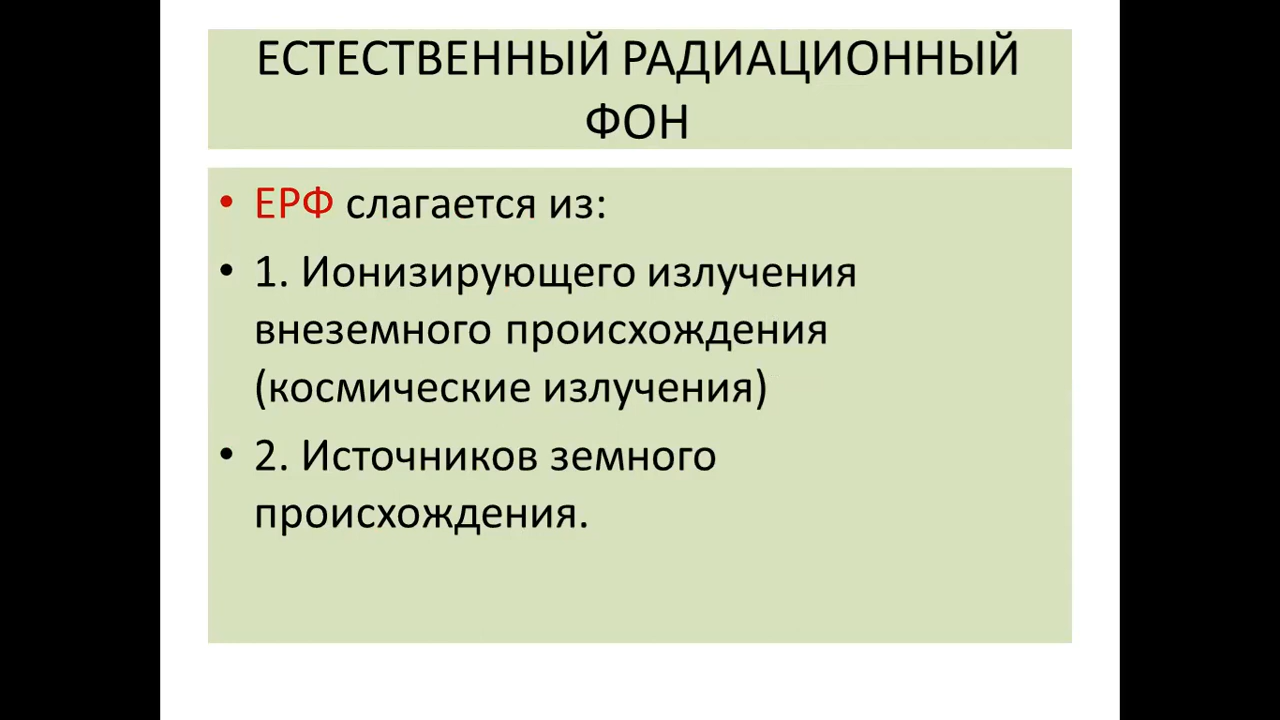 ЕСТЕСТВЕННЫЙ РАДИАЦИОННЫЙ
ФОН
• ЕРФ слагается из:
• 1. Ионизирующего излучения
внеземного происхождения
(космические излучения)
• 2. Источников земного
происхождения.